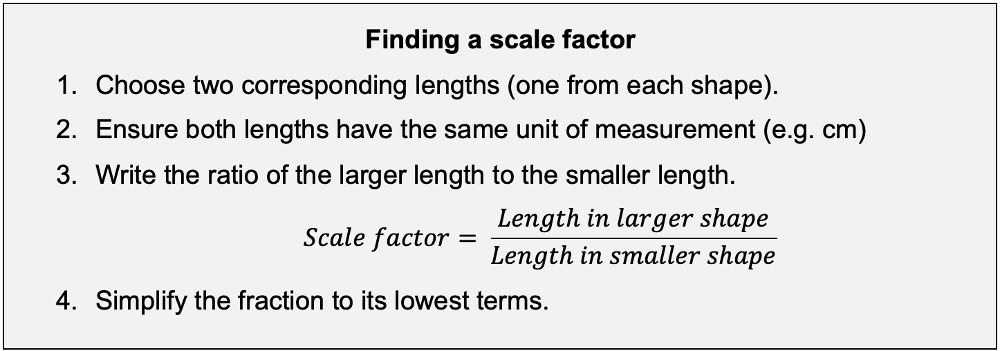 Finding a scale factor
1. Choose two corresponding lengths (one from each shape).
2. Ensure both lengths have the same unit of measurement (e.g. cm)
3. Write the ratio of the larger length to the smaller length.
Scale factor = Length in larger shape / Length in smaller shape
4. Simplify the fraction to its lowest terms.